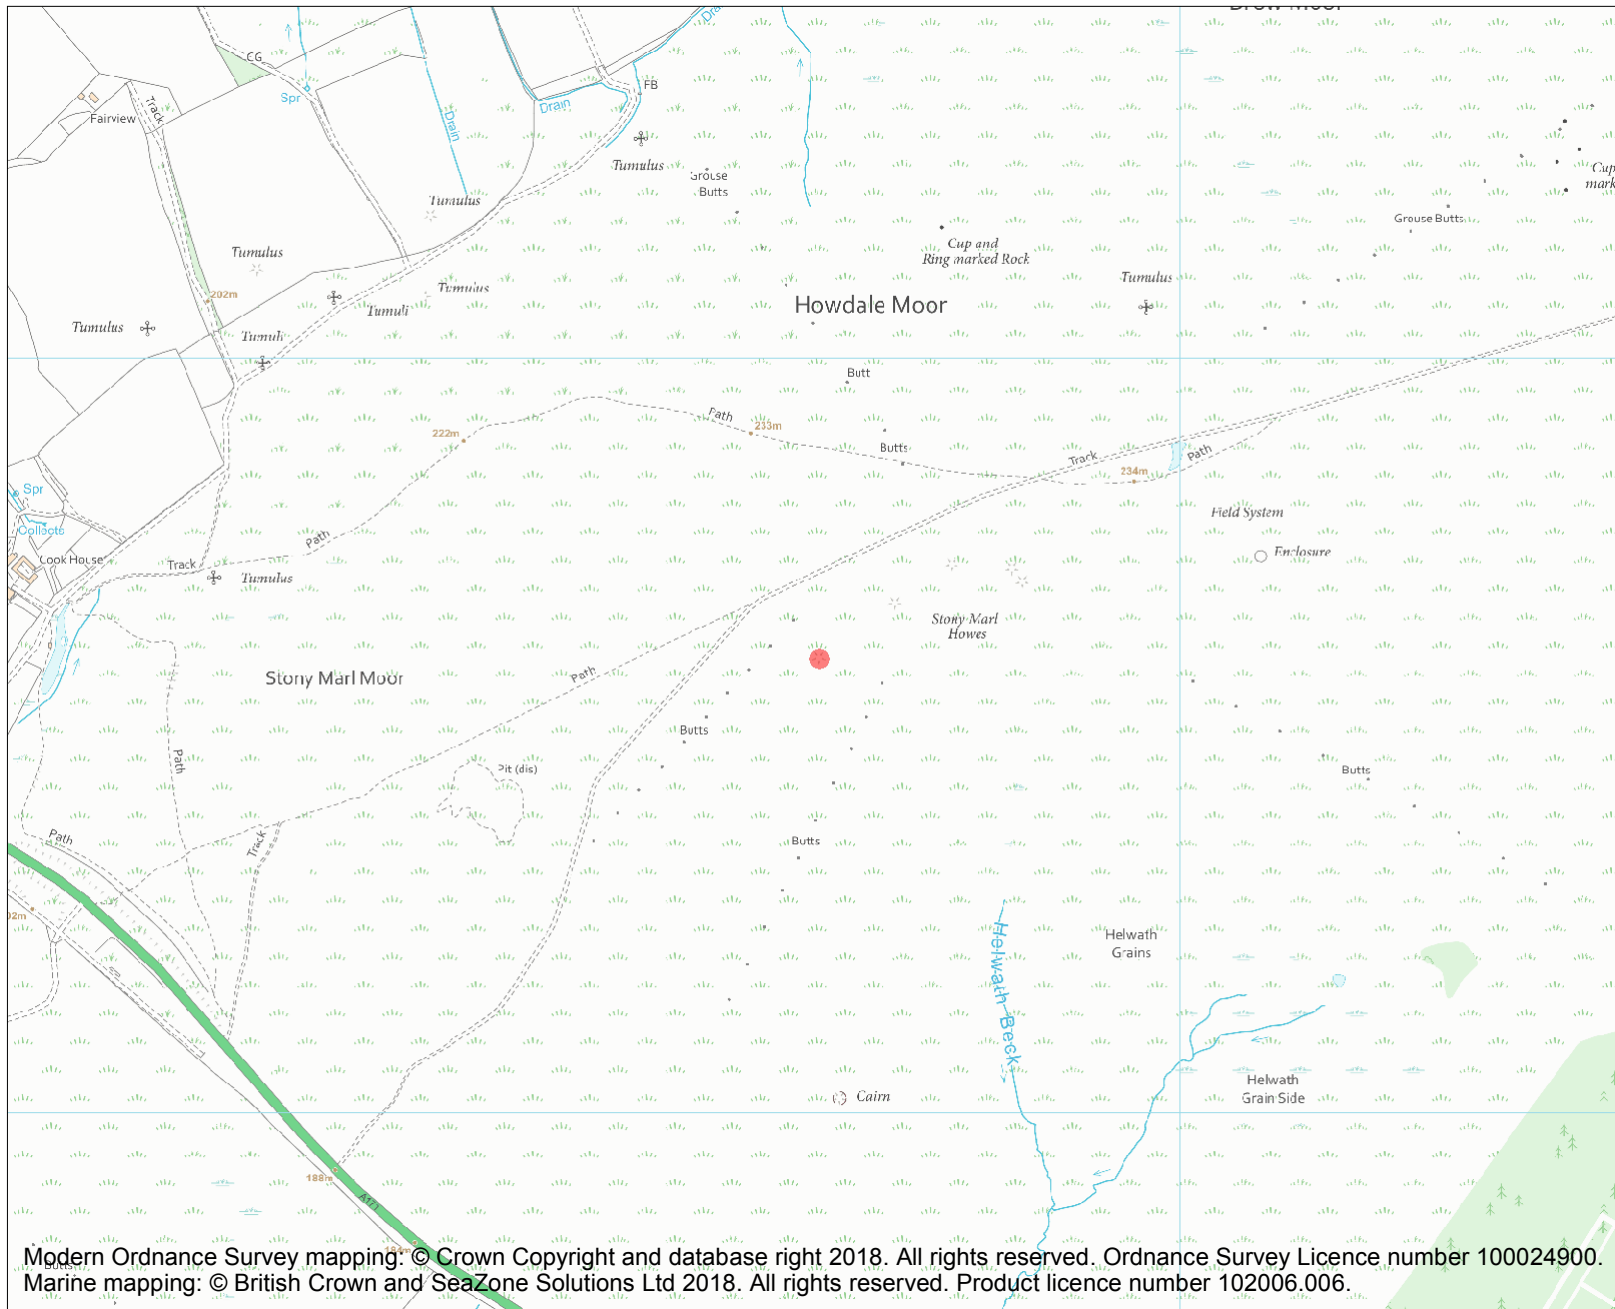 CG
Spr
Drain
Drain
FB
Fairview
Track
Tumulus
Grouse
Butts
Tumulus
Tumulus
Grouse Butts
Cup and
Ring marked Rock
Tumulus
Tumulus
202m
Tumuli
Howdale Moor
Tumulus
Tumuli
Butt
Path
233m
222m
Butts
Track
Path
234m
Spr
Collects
Field System
Path
Enclosure
Cook House
Track
Tumulus
Stony Marl
Howes
Stony Marl Moor
Path
Butts
Path
Pit (dis)
Butts
Path
Track
Butts
Helwath Beck
Helwath
Grains
Helwath
Grain Side
Cairn
188m
A171
184m
Modern Ordnance Survey mapping: © Crown Copyright and database right 2018. All rights reserved. Ordnance Survey Licence number 100024900.
Butts
Marine mapping: © British Crown and SeaZone Solutions Ltd 2018. All rights reserved. Product licence number 102006.006.